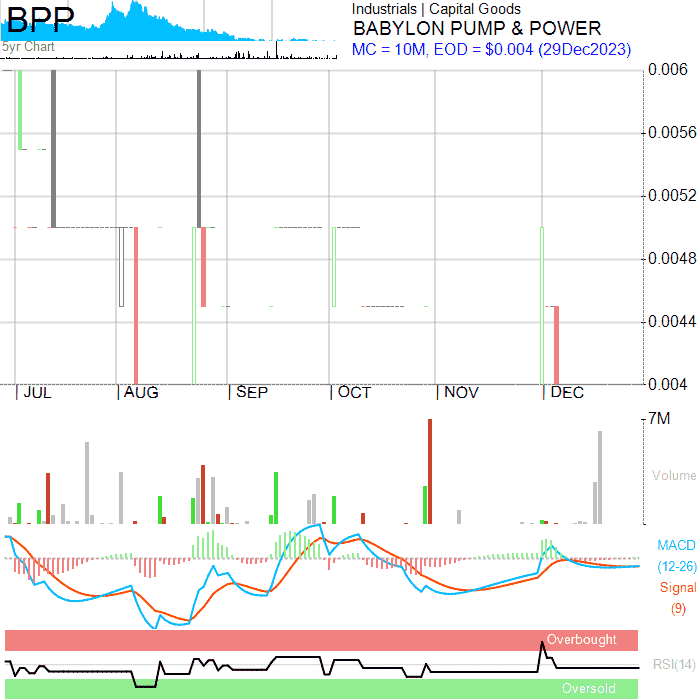 BPP
5yr Chart
Industrials | Capital Goods
BABYLON PUMP & POWER
MC = 10M, EOD = $0.004 (29Dec2023)
0.006
0.0056
0.0052
0.0048
0.0044
0.004
JUL AUG SEP OCT NOV DEC
7M
Volume
MACD
(12-26)
Signal
(9)
Overbought
RSI(14)
Oversold